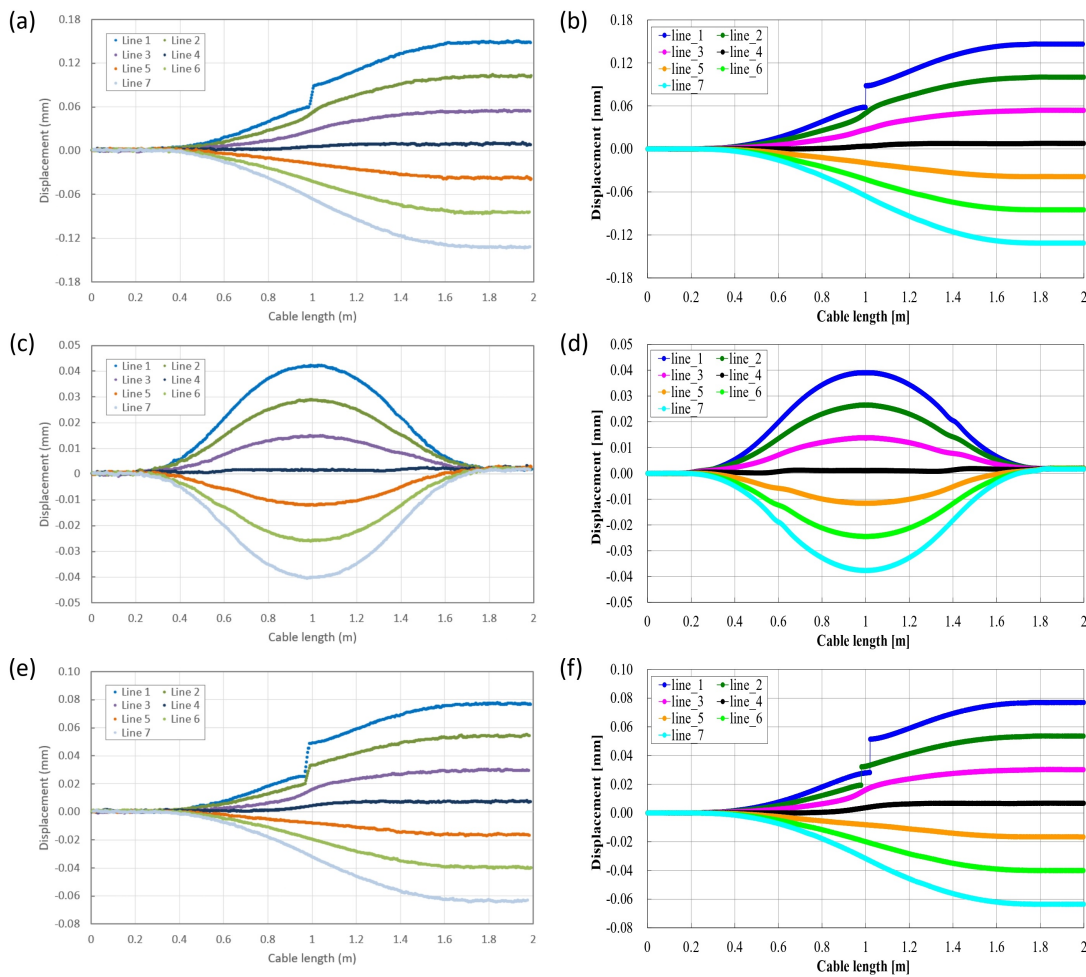 (a)
0.18
0.12
0.06
0.00
-0.06
-0.12
-0.18
Displacement (mm)
Line 1 Line 2
Line 3 Line 4
Line 5 Line 6
Line 7
0 0.2 0.4 0.6 0.8 1 1.2 1.4 1.6 1.8 2
Cable length (m)
(b)
0.18
0.12
0.06
0.00
-0.06
-0.12
-0.18
Displacement [mm]
line_1 line_2
line_3 line_4
line_5 line_6
line_7
0 0.2 0.4 0.6 0.8 1 1.2 1.4 1.6 1.8 2
Cable length [m]
(c)
0.05
0.04
0.03
0.02
0.01
0.00
-0.01
-0.02
-0.03
-0.04
-0.05
Displacement (mm)
Line 1 Line 2
Line 3 Line 4
Line 5 Line 6
Line 7
0 0.2 0.4 0.6 0.8 1 1.2 1.4 1.6 1.8 2
Cable length (m)
(d)
0.05
0.04
0.03
0.02
0.01
0.00
-0.01
-0.02
-0.03
-0.04
-0.05
Displacement [mm]
line_1 line_2
line_3 line_4
line_5 line_6
line_7
0 0.2 0.4 0.6 0.8 1 1.2 1.4 1.6 1.8 2
Cable length [m]
(e)
0.10
0.08
0.06
0.04
0.02
0.00
-0.02
-0.04
-0.06
-0.08
Displacement (mm)
Line 1 Line 2
Line 3 Line 4
Line 5 Line 6
Line 7
0 0.2 0.4 0.6 0.8 1 1.2 1.4 1.6 1.8 2
Cable length (m)
(f)
0.10
0.08
0.06
0.04
0.02
0.00
-0.02
-0.04
-0.06
-0.08
Displacement [mm]
line_1 line_2
line_3 line_4
line_5 line_6
line_7
0 0.2 0.4 0.6 0.8 1 1.2 1.4 1.6 1.8 2
Cable length [m]